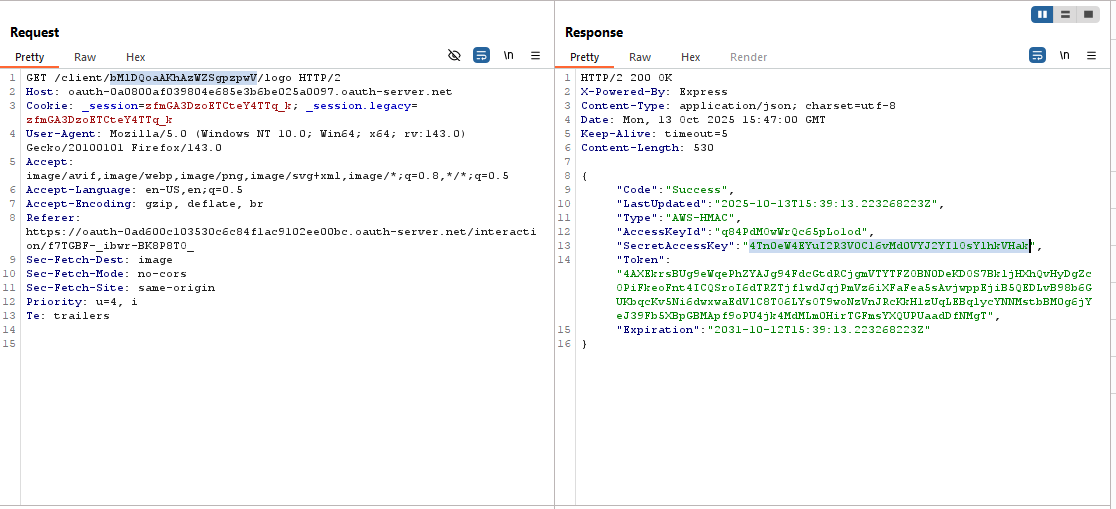 Request
Pretty Raw Hex
\n
1 GET /client/ /logo HTTP/2
2 Host: oauth-0a0800af039804e685e3b6be025a0097.oauth-server.net
3 Cookie: _session=zfmGA3DzoETCteY4TTq_k; _session.legacy=
zfmGA3DzoETCteY4TTq_k
4 User-Agent: Mozilla/5.0 (Windows NT 10.0; Win64; x64; rv:143.0)
Gecko/20100101 Firefox/143.0
5 Accept:
image/avif,image/webp,image/png,image/svg+xml,image/*;q=0.8,*/*;q=0.5
6 Accept-Language: en-US,en;q=0.5
7 Accept-Encoding: gzip, deflate, br
8 Referer:
https://oauth-0ad600c103530c6c84f1ac9102ee00bc.oauth-server.net/interacti
on/f7TGBF-_ibwr-BK8P8TO_
9 Sec-Fetch-Dest: image
10 Sec-Fetch-Mode: no-cors
11 Sec-Fetch-Site: same-origin
12 Priority: u=4, i
13 Te: trailers
14
15
Response
Pretty Raw Hex Render
\n
1 HTTP/2 200 OK
2 X-Powered-By: Express
3 Content-Type: application/json; charset=utf-8
4 Date: Mon, 13 Oct 2025 15:47:00 GMT
5 Keep-Alive: timeout=5
6 Content-Length: 530
7
8 {
9 "Code":"Success",
10 "LastUpdated":"2025-10-13T15:39:13.223268223Z",
11 "Type":"AWS-HMAC",
12 "AccessKeyId":"q84PdM0wWrQc65pLolod",
13 "SecretAccessKey":
14 "Token":
15 "Expiration":"2031-10-12T15:39:13.223268223Z"
16 }